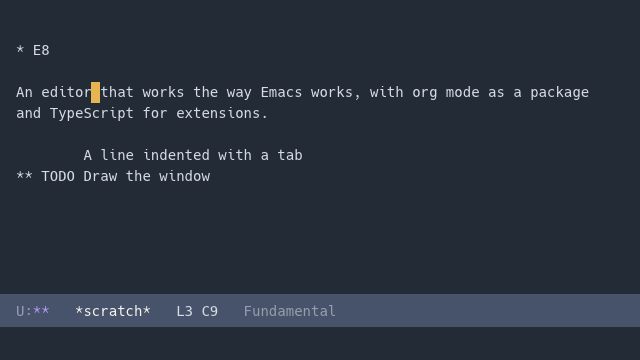 * E8
An editor that works the way Emacs works, with org mode as a package
and TypeScript for extensions.
A line indented with a tab
** TODO Draw the window
U:** *scratch* L3 C9 Fundamental